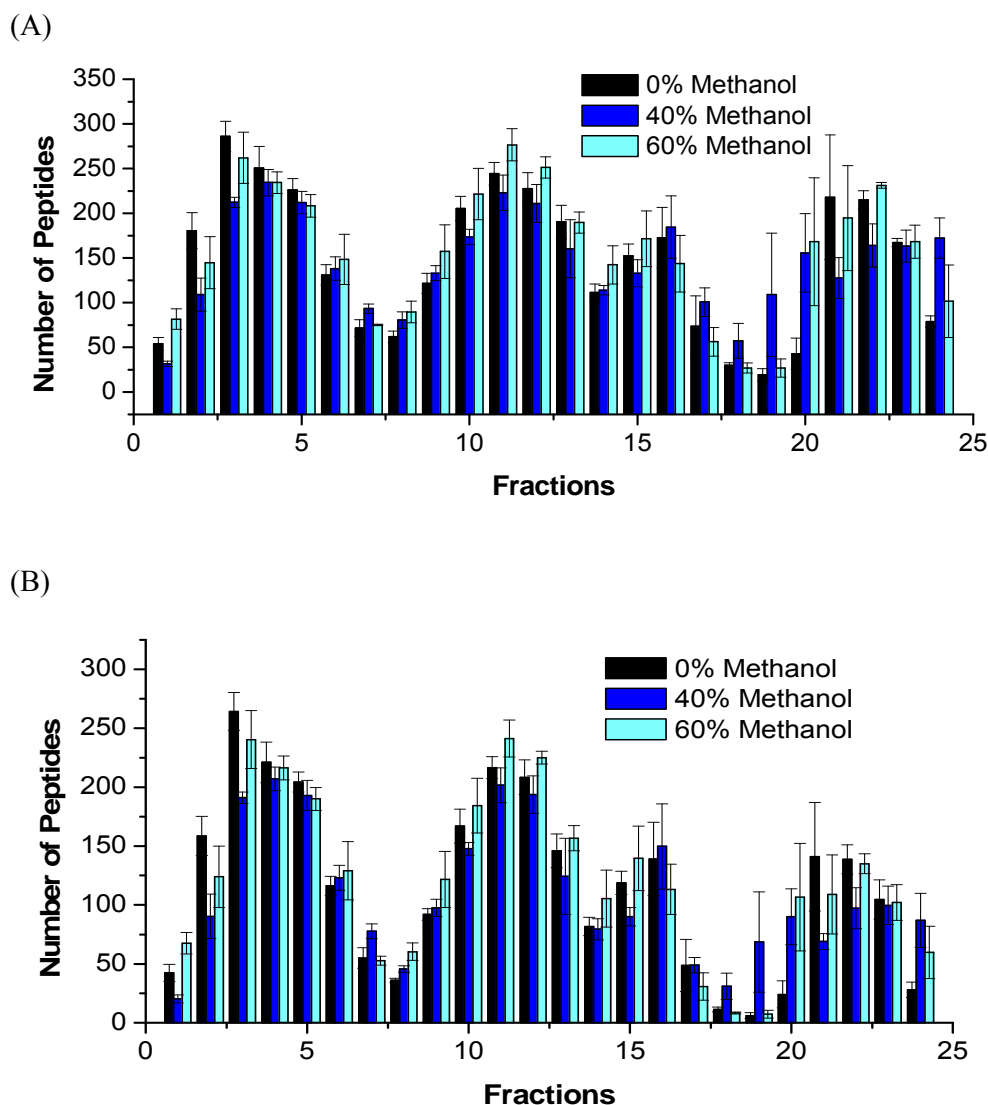 (A)
350
300
250
200
150
100
50
0
Number of Peptides
0% Methanol
40% Methanol
60% Methanol
0 5 10 15 20 25
Fractions
(B)
300
250
200
150
100
50
0
Number of Peptides
0% Methanol
40% Methanol
60% Methanol
0 5 10 15 20 25
Fractions